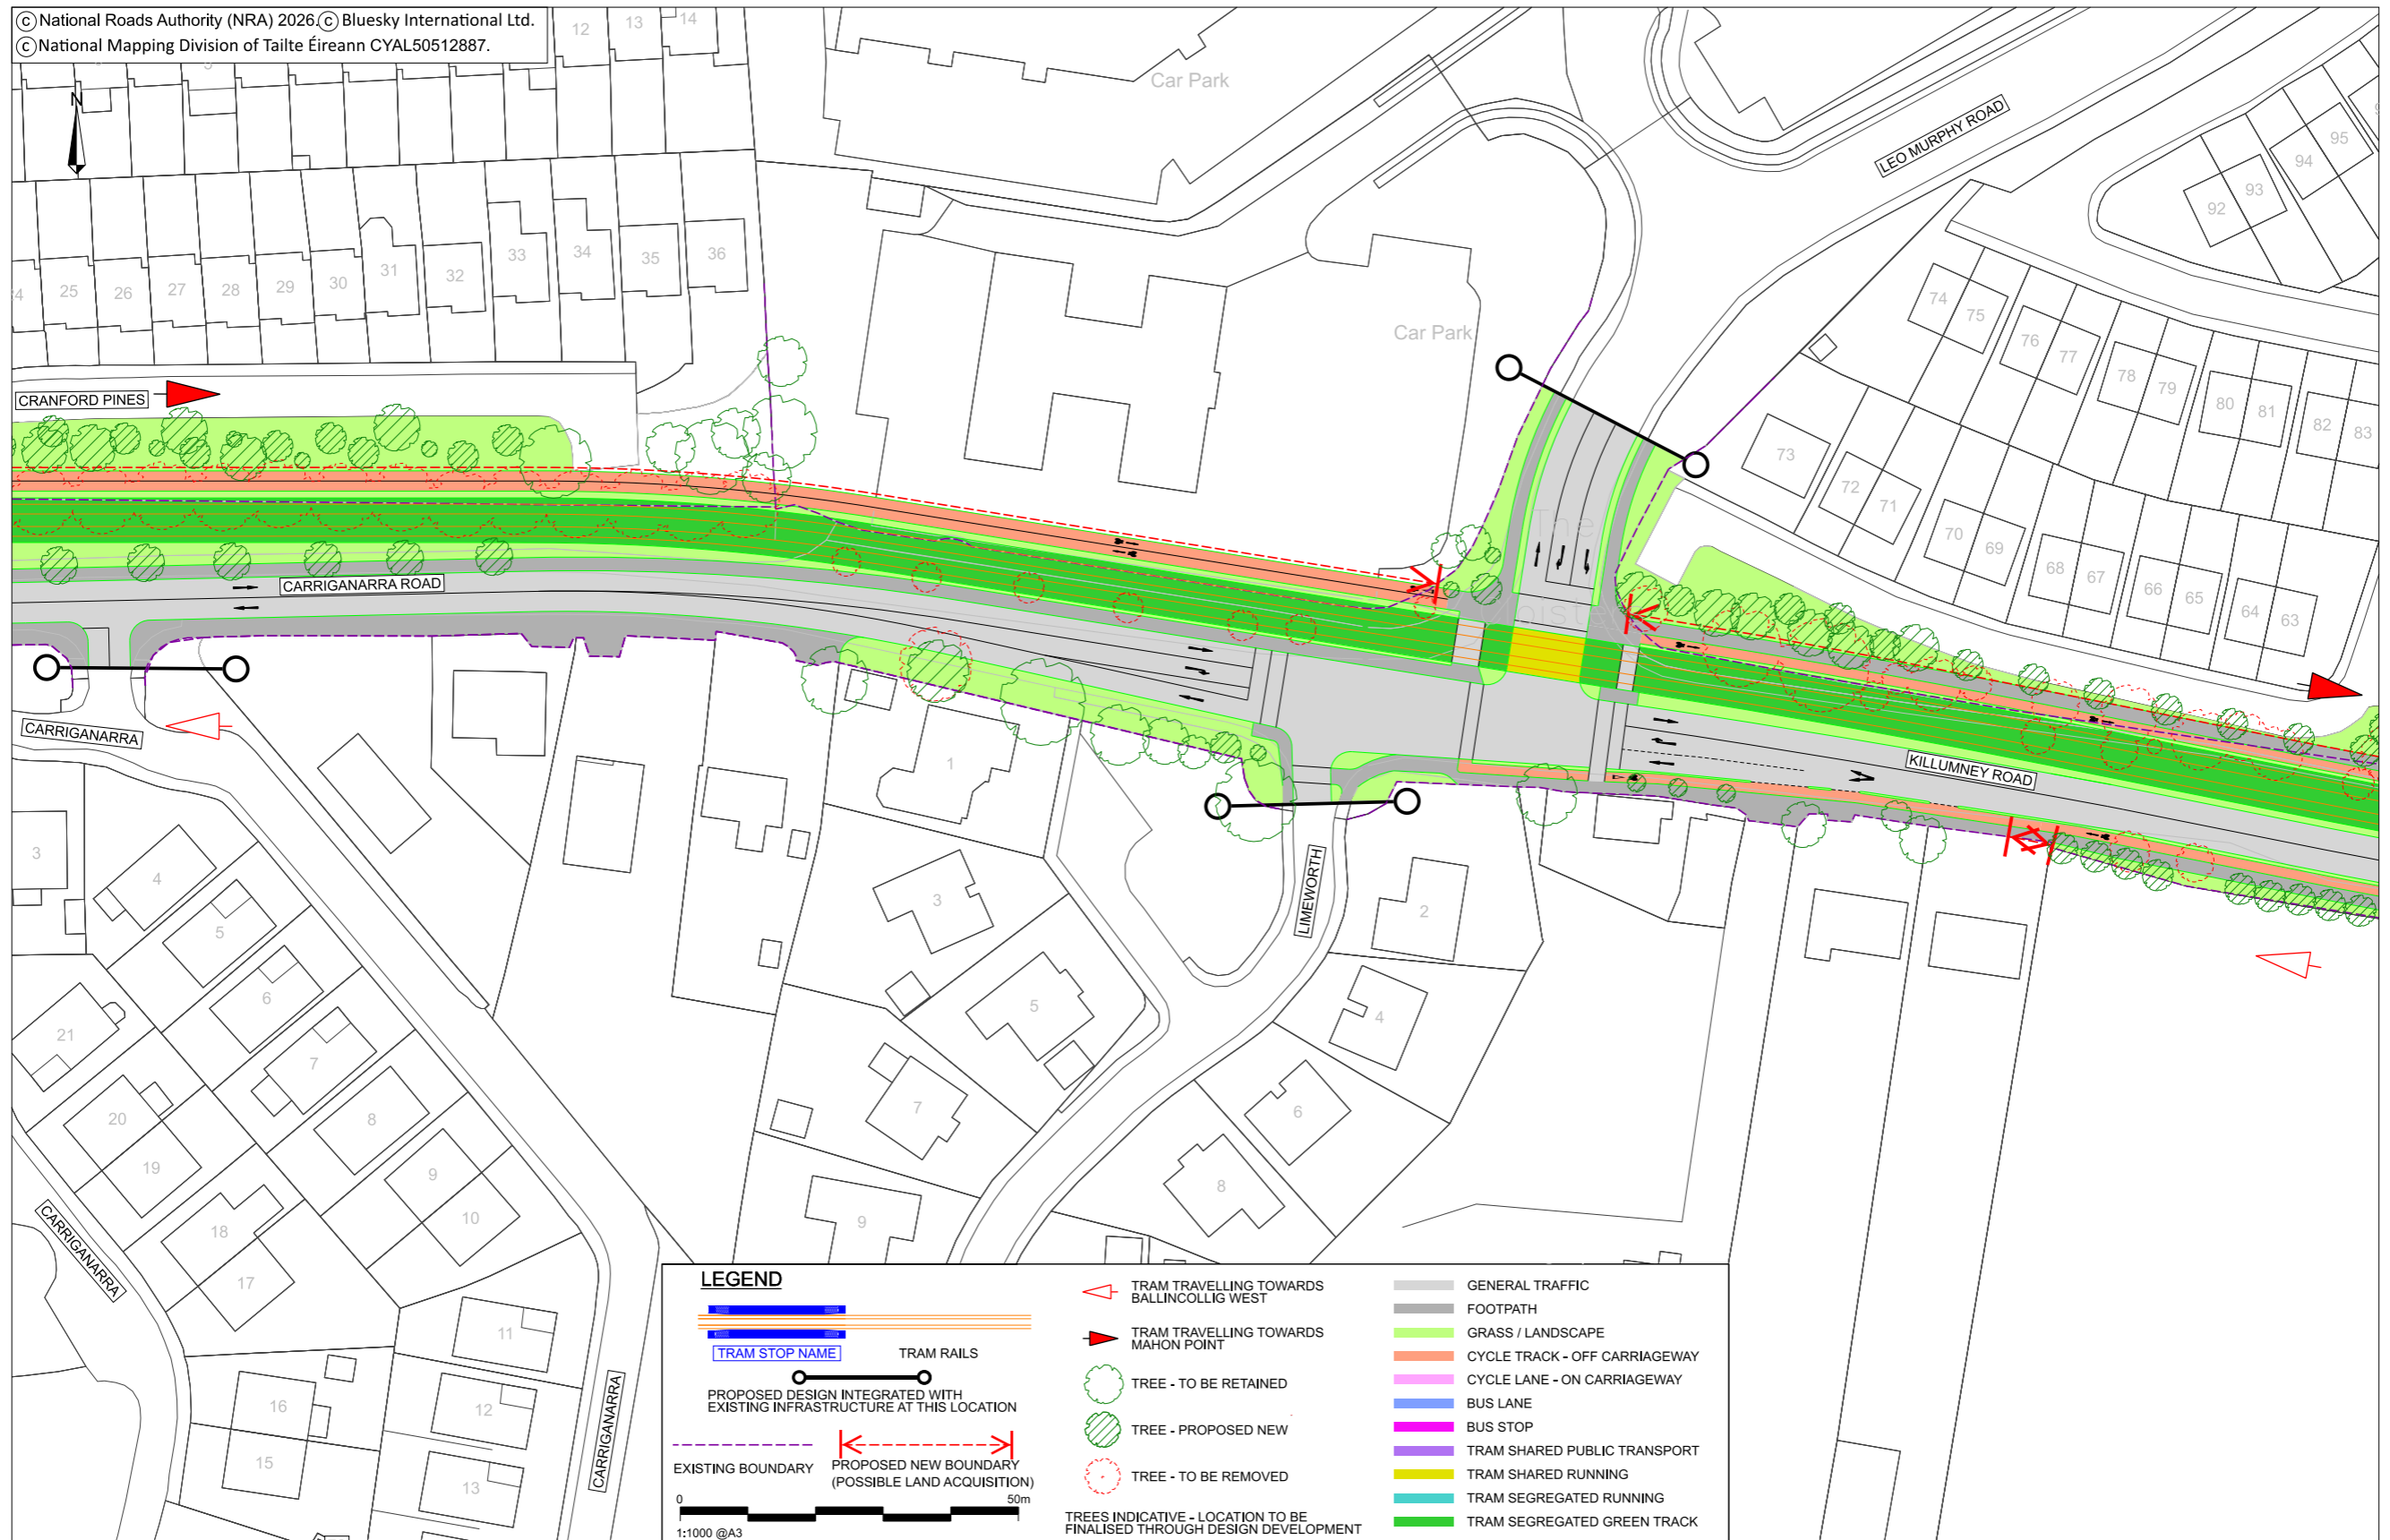 © National Roads Authority (NRA) 2026. © Bluesky International Ltd.
© National Mapping Division of Tailte Éireann CYAL50512887.
12
13
14
Car Park
LEO MURPHY ROAD
95
94
93
92
N
25
26
27
28
29
30
31
32
33
34
35
36
Car Park
74
75
76
77
78
79
80
81
82
83
CRANFORD PINES
73
72
71
70
69
68
67
66
65
64
63
The
CARRIGANARRA ROAD
KILLUMNEY ROAD
CARRIGANARRA
1
3
4
5
6
7
8
9
10
21
20
19
18
17
3
5
7
9
LIMEWORTH
2
4
6
8
CARRIGANARRA
11
12
13
16
15
CARRIGANARRA
LEGEND
TRAM STOP NAME
TRAM RAILS
PROPOSED DESIGN INTEGRATED WITH
EXISTING INFRASTRUCTURE AT THIS LOCATION
EXISTING BOUNDARY
PROPOSED NEW BOUNDARY
(POSSIBLE LAND ACQUISITION)
0
50m
1:1000 @A3
TRAM TRAVELLING TOWARDS
BALLINCOLLIG WEST
TRAM TRAVELLING TOWARDS
MAHON POINT
TREE - TO BE RETAINED
TREE - PROPOSED NEW
TREE - TO BE REMOVED
TREES INDICATIVE - LOCATION TO BE
FINALISED THROUGH DESIGN DEVELOPMENT
GENERAL TRAFFIC
FOOTPATH
GRASS / LANDSCAPE
CYCLE TRACK - OFF CARRIAGEWAY
CYCLE LANE - ON CARRIAGEWAY
BUS LANE
BUS STOP
TRAM SHARED PUBLIC TRANSPORT
TRAM SHARED RUNNING
TRAM SEGREGATED RUNNING
TRAM SEGREGATED GREEN TRACK